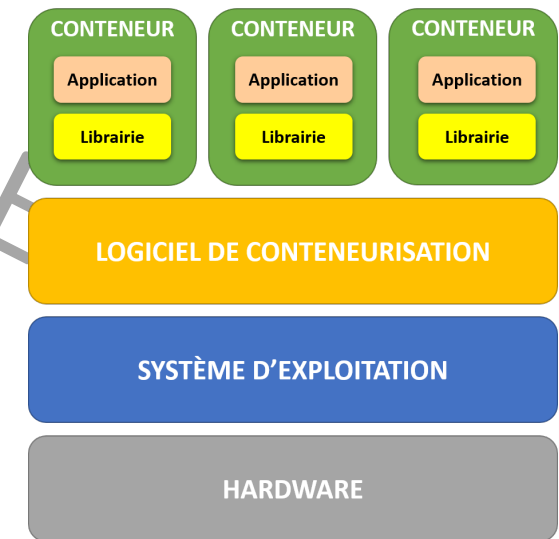 CONTENEUR CONTENEUR CONTENEUR
Application Application Application
Librairie Librairie Librairie
LOGICIEL DE CONTENEURISATION
SYSTÈME D'EXPLOITATION
HARDWARE